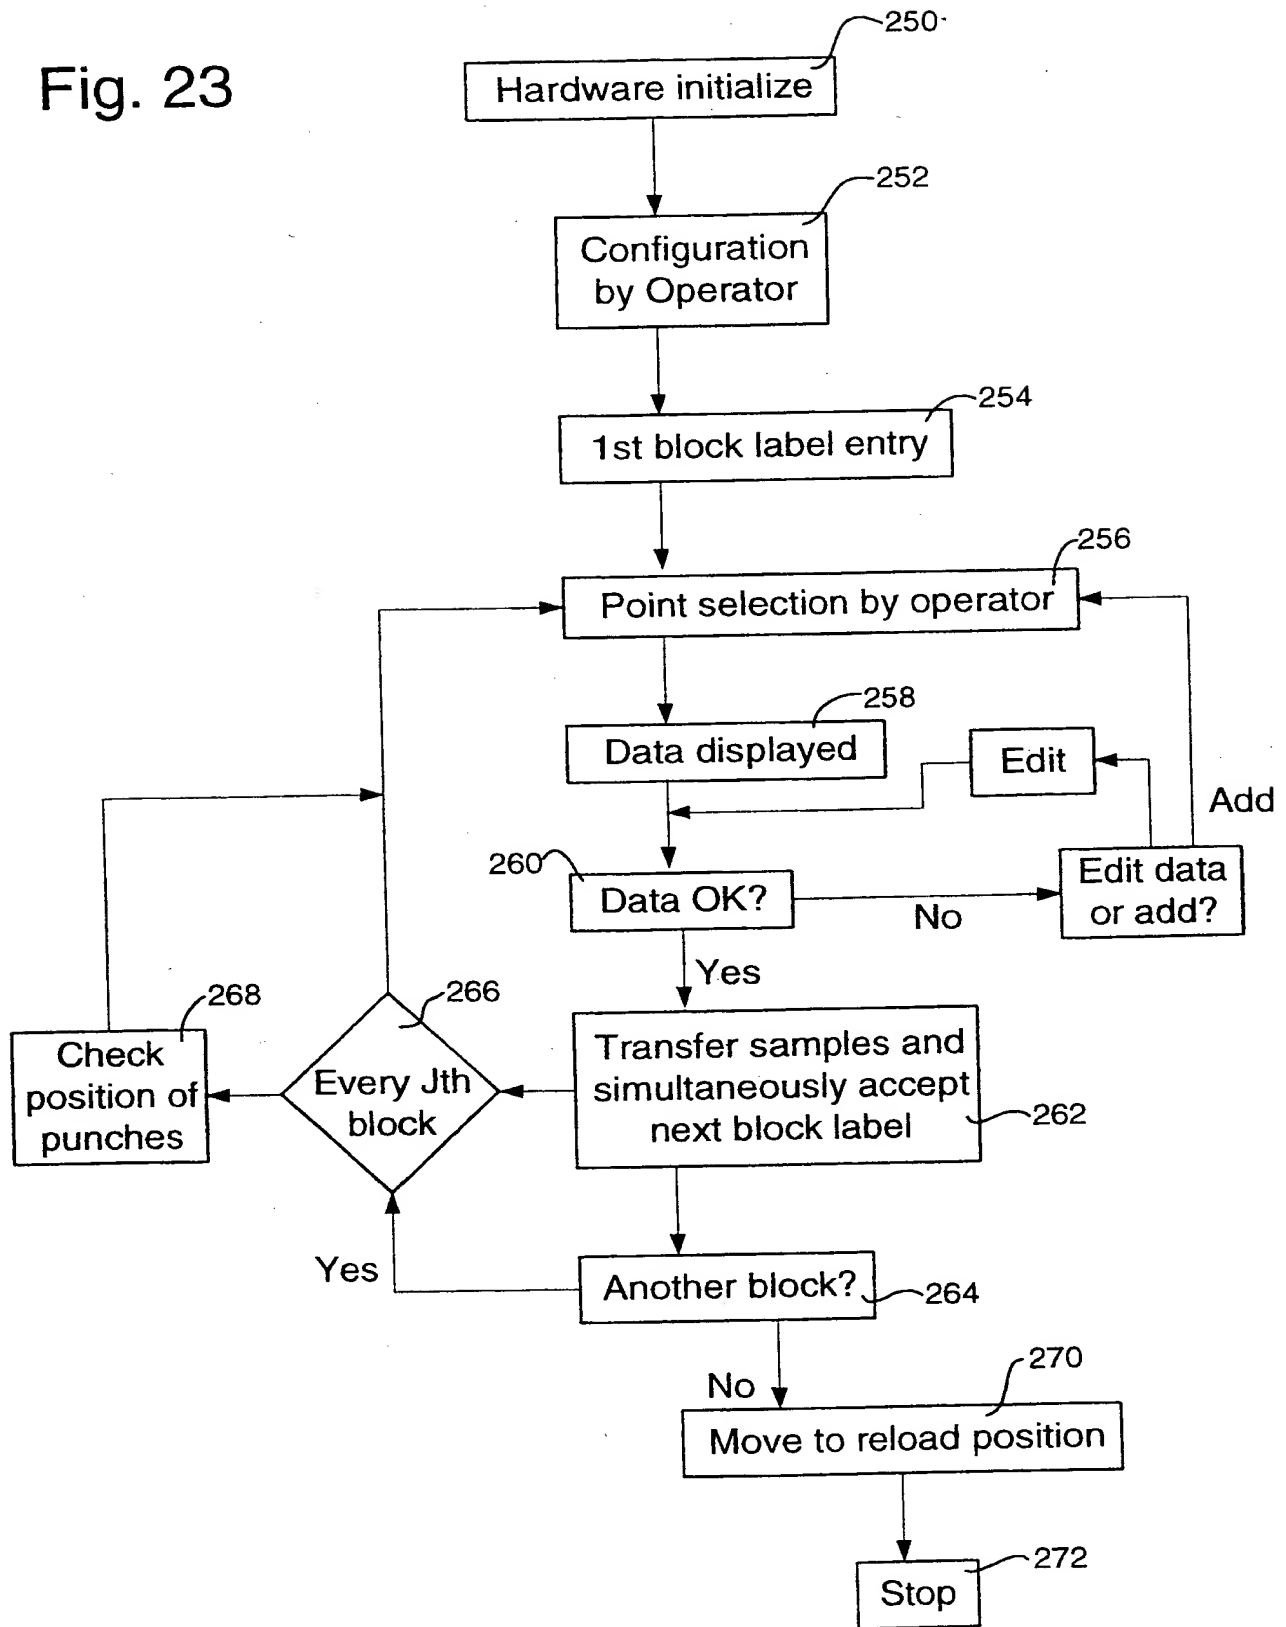 Fig. 23
250
Hardware initialize
252
Configuration
by Operator
254
1st block label entry
256
Point selection by operator
258
Data displayed
Edit
Add
260
Data OK?
No
Edit data
or add?
Yes
268
266
Check
position of
punches
Every Jth
block
Transfer samples and
simultaneously accept
next block label
262
Yes
Another block?
264
No
270
Move to reload position
272
Stop